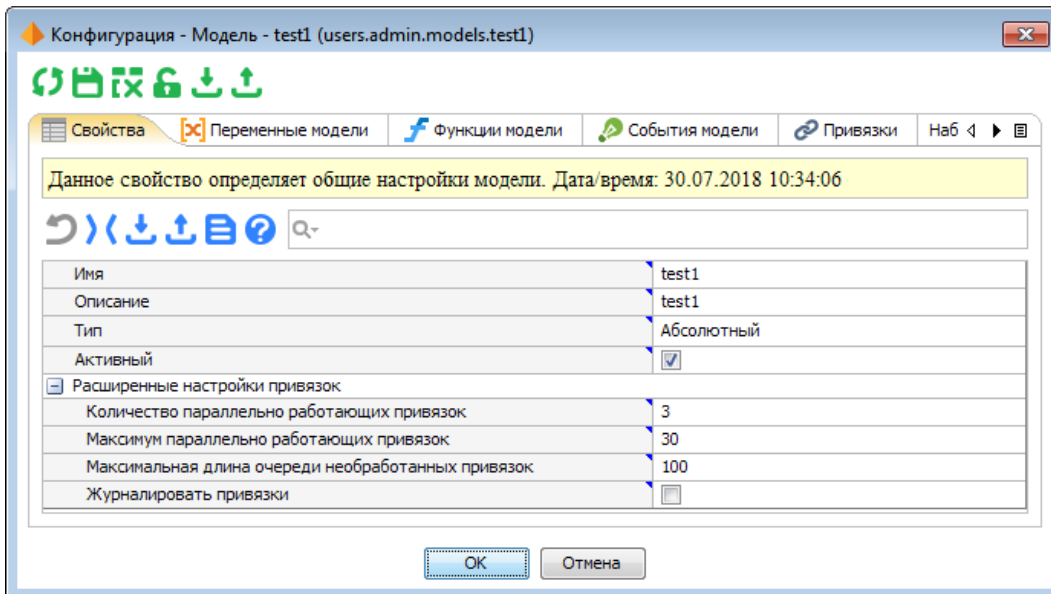 Конфигурация - Модель - test1 (users.admin.models.test1)
Свойства Переменные модели Функции модели События модели Привязки Наб
Данное свойство определяет общие настройки модели. Дата/время: 30.07.2018 10:34:06
Имя test1
Описание test1
Тип Абсолютный
Активный
Расширенные настройки привязок
Количество параллельно работающих привязок 3
Максимум параллельно работающих привязок 30
Максимальная длина очереди необработанных привязок 100
Журналировать привязки
OK Отмена